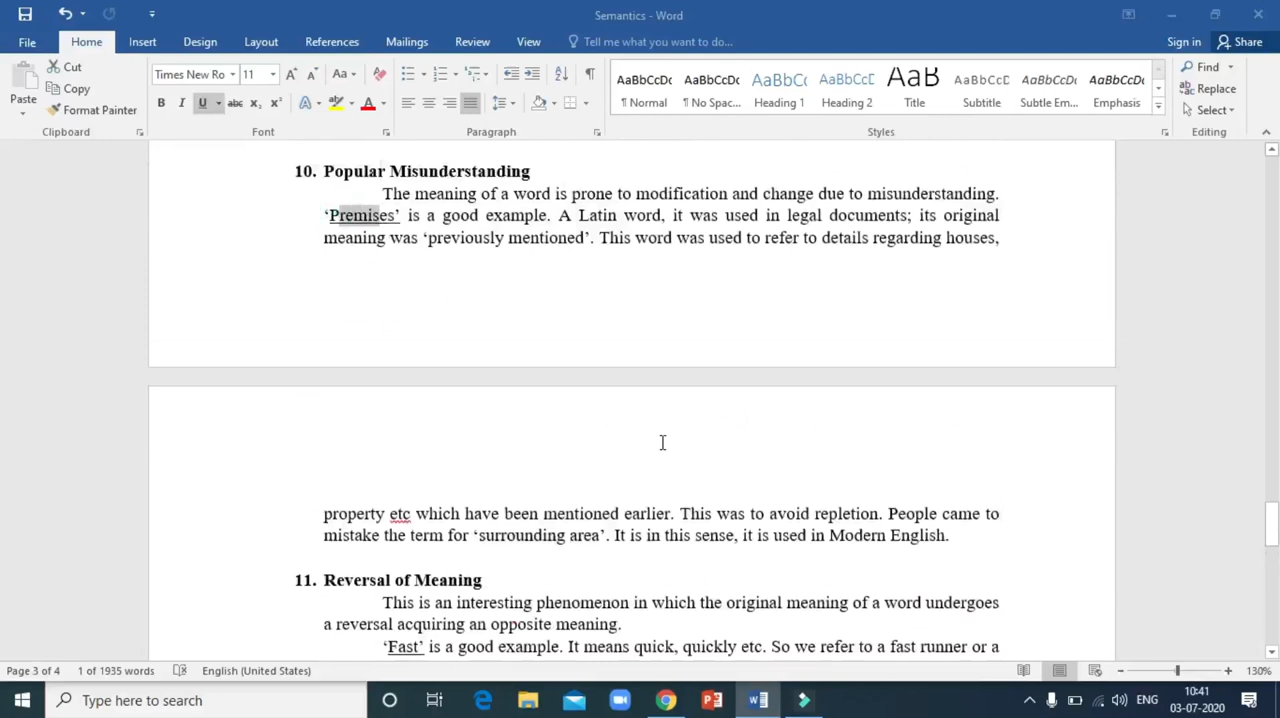 Semantics - Word
File Home Insert Design Layout References Mailings Review View Tell me what you want to do... Sign in Share
Cut
Copy
Format Painter
Paste
Clipboard
Times New Ro 11
Font
Paragraph
AaBbCcDc AaBbCcDc AaBbCc AaBbCcE AaB AaBbCcD AaBbCcDc AaBbCcDc
¶ Normal ¶ No Spac... Heading 1 Heading 2 Title Subtitle Subtle Em... Emphasis
Styles
Find
Replace
Select
Editing
10. Popular Misunderstanding
The meaning of a word is prone to modification and change due to misunderstanding.
‘Premises’ is a good example. A Latin word, it was used in legal documents; its original
meaning was ‘previously mentioned’. This word was used to refer to details regarding houses,
property etc which have been mentioned earlier. This was to avoid repletion. People came to
mistake the term for ‘surrounding area’. It is in this sense, it is used in Modern English.
11. Reversal of Meaning
This is an interesting phenomenon in which the original meaning of a word undergoes
a reversal acquiring an opposite meaning.
‘Fast’ is a good example. It means quick, quickly etc. So we refer to a fast runner or a
Page 3 of 4 1 of 1935 words English (United States) 130%
Type here to search
ENG
10:41
03-07-2020